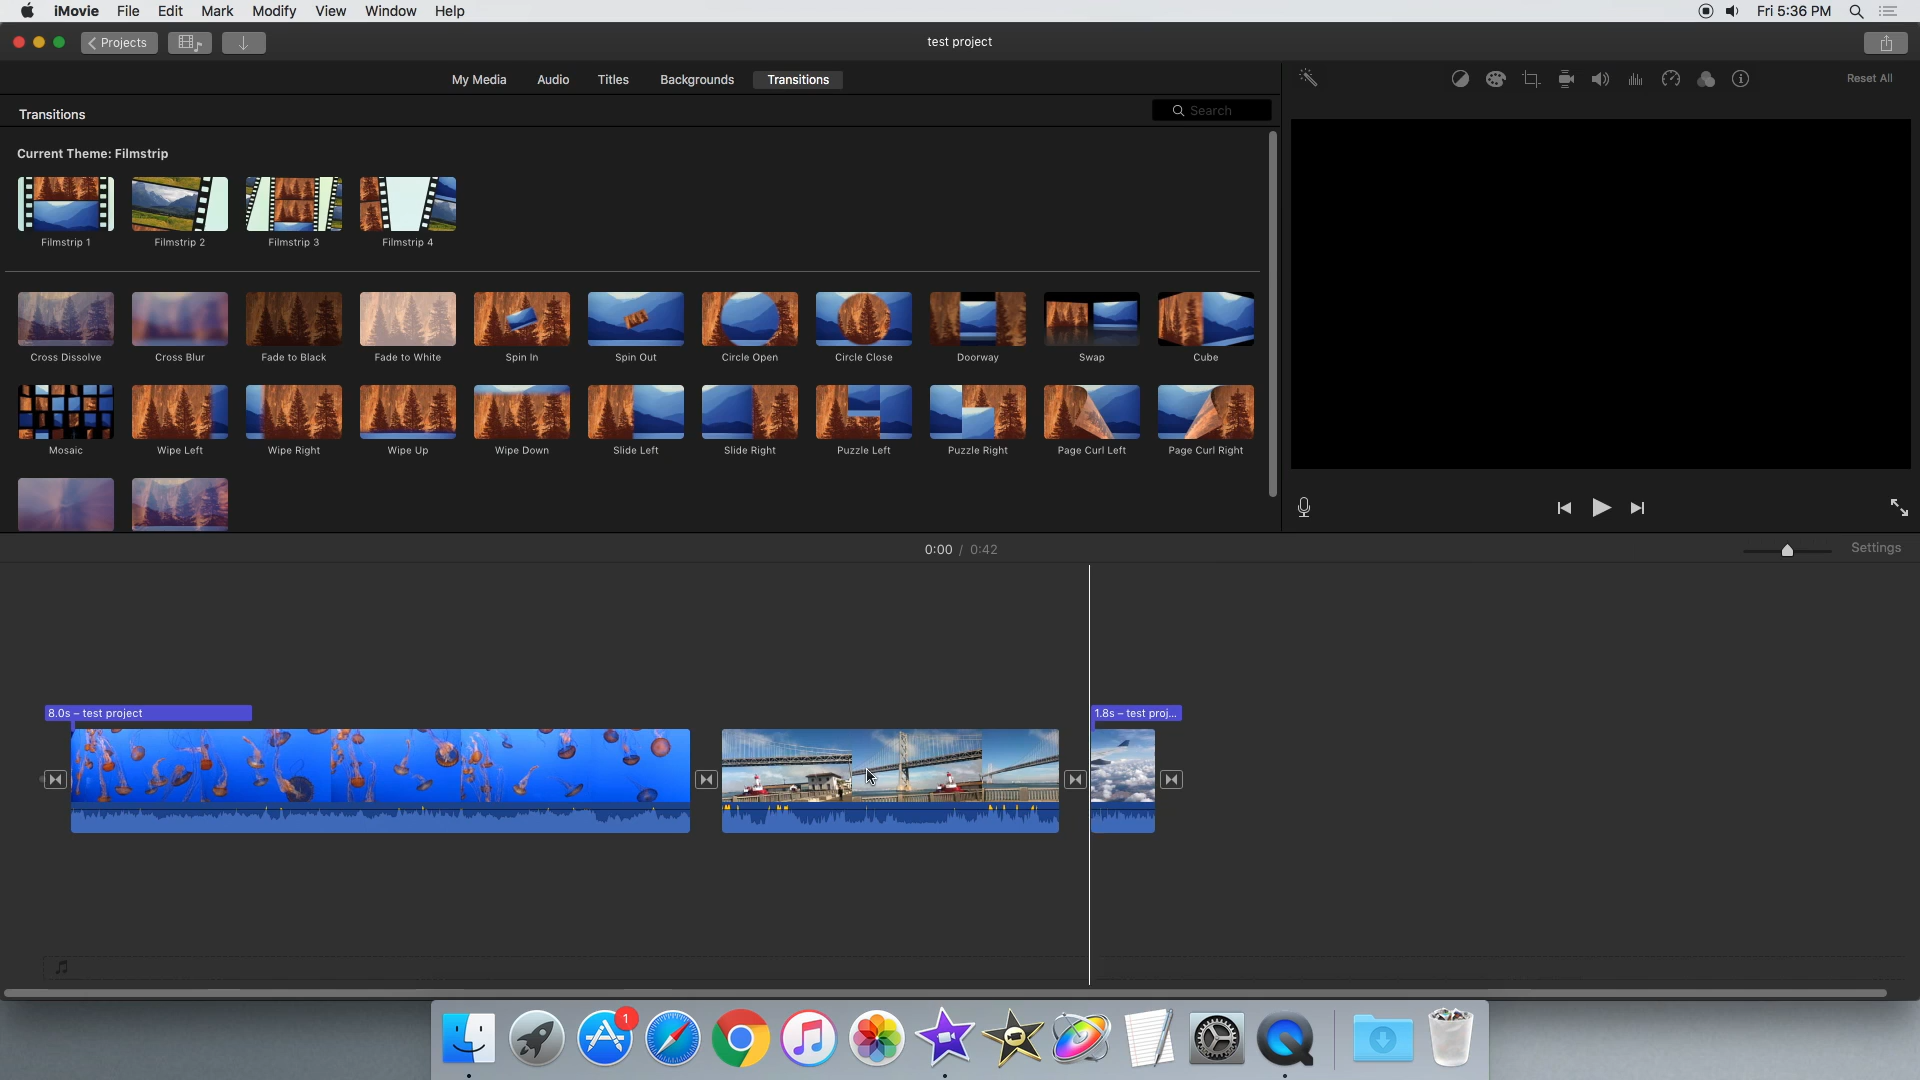 iMovie File Edit Mark Modify View Window Help Fri 5:36 PM
Projects test project
My Media Audio Titles Backgrounds Transitions Reset All
Transitions Search
Current Theme: Filmstrip
Filmstrip 1 Filmstrip 2 Filmstrip 3 Filmstrip 4
Cross Dissolve Cross Blur Fade to Black Fade to White Spin In Spin Out Circle Open Circle Close Doorway Swap Cube
Mosaic Wipe Left Wipe Right Wipe Up Wipe Down Slide Left Slide Right Puzzle Left Puzzle Right Page Curl Left Page Curl Right
0:00 / 0:42 Settings
8.0s – test project 1.8s – test proj...
1